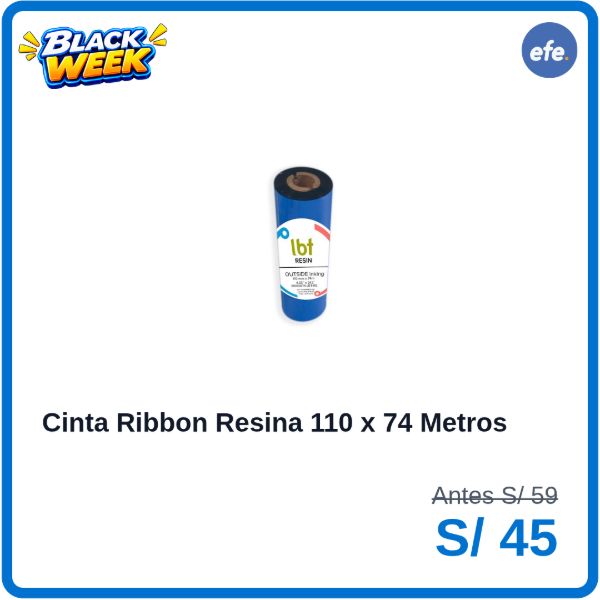 BLACK
WEEK
efe.
lbt
RESIN
OUTSIDE Inking
Cinta Ribbon Resina 110 x 74 Metros
Antes S/ 59
S/ 45